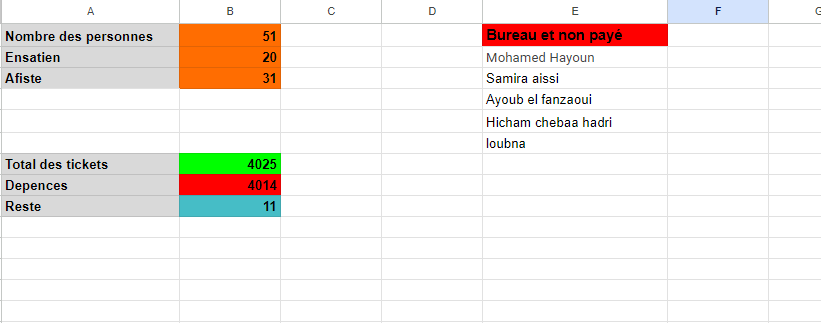 A B C D E F G
Nombre des personnes 51 Bureau et non payé
Ensatien 20 Mohamed Hayoun
Afiste 31 Samira aissi
Ayoub el fanzaoui
Hicham chebaa hadri
loubna
Total des tickets 4025
Depences 4014
Reste 11